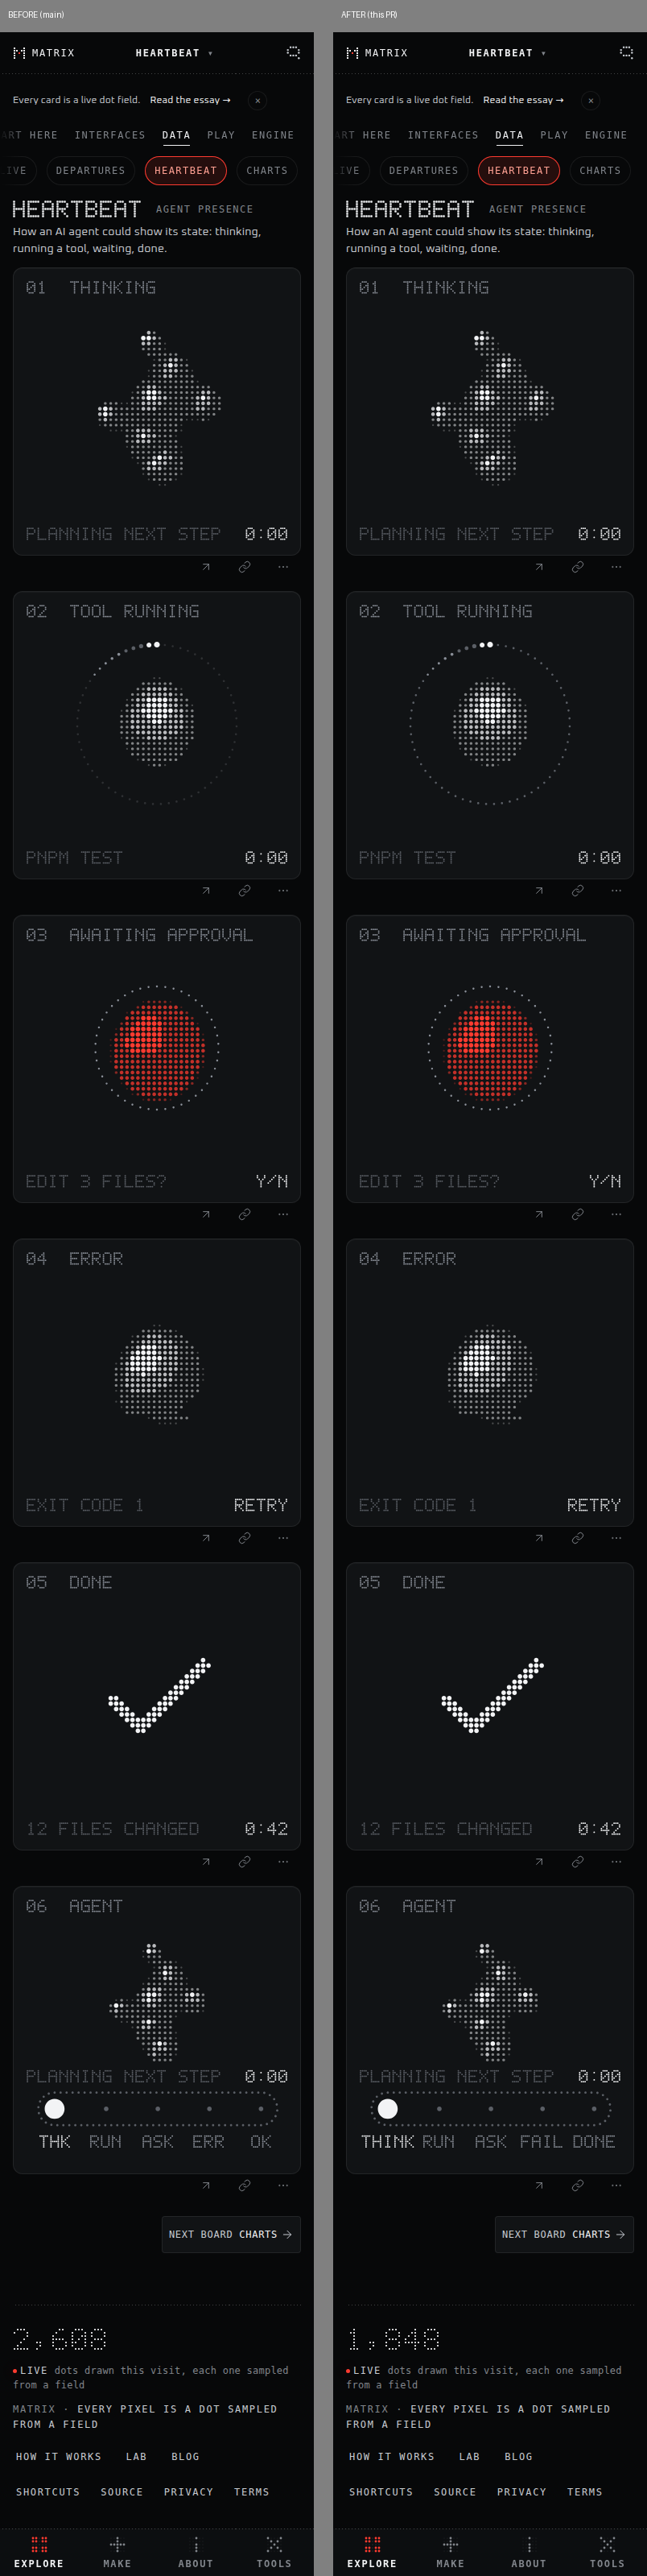 BEFORE (main)
MATRIX HEARTBEAT ▾
Every card is a live dot field. Read the essay → ×
ART HERE INTERFACES DATA PLAY ENGINE
LIVE DEPARTURES HEARTBEAT CHARTS
HEARTBEAT AGENT PRESENCE
How an AI agent could show its state: thinking,
running a tool, waiting, done.
01 THINKING
PLANNING NEXT STEP 0:00
02 TOOL RUNNING
PNPM TEST 0:00
03 AWAITING APPROVAL
EDIT 3 FILES? Y/N
04 ERROR
EXIT CODE 1 RETRY
05 DONE
12 FILES CHANGED 0:42
06 AGENT
PLANNING NEXT STEP 0:00
THK RUN ASK ERR OK
NEXT BOARD CHARTS →
2,608
LIVE dots drawn this visit, each one sampled
from a field
MATRIX · EVERY PIXEL IS A DOT SAMPLED
FROM A FIELD
HOW IT WORKS LAB BLOG
SHORTCUTS SOURCE PRIVACY TERMS
EXPLORE MAKE ABOUT TOOLS
AFTER (this PR)
MATRIX HEARTBEAT ▾
Every card is a live dot field. Read the essay → ×
ART HERE INTERFACES DATA PLAY ENGINE
IVE DEPARTURES HEARTBEAT CHARTS
HEARTBEAT AGENT PRESENCE
How an AI agent could show its state: thinking,
running a tool, waiting, done.
01 THINKING
PLANNING NEXT STEP 0:00
02 TOOL RUNNING
PNPM TEST 0:00
03 AWAITING APPROVAL
EDIT 3 FILES? Y/N
04 ERROR
EXIT CODE 1 RETRY
05 DONE
12 FILES CHANGED 0:42
06 AGENT
PLANNING NEXT STEP 0:00
THINK RUN ASK FAIL DONE
NEXT BOARD CHARTS →
1,848
LIVE dots drawn this visit, each one sampled
from a field
MATRIX · EVERY PIXEL IS A DOT SAMPLED
FROM A FIELD
HOW IT WORKS LAB BLOG
SHORTCUTS SOURCE PRIVACY TERMS
EXPLORE MAKE ABOUT TOOLS